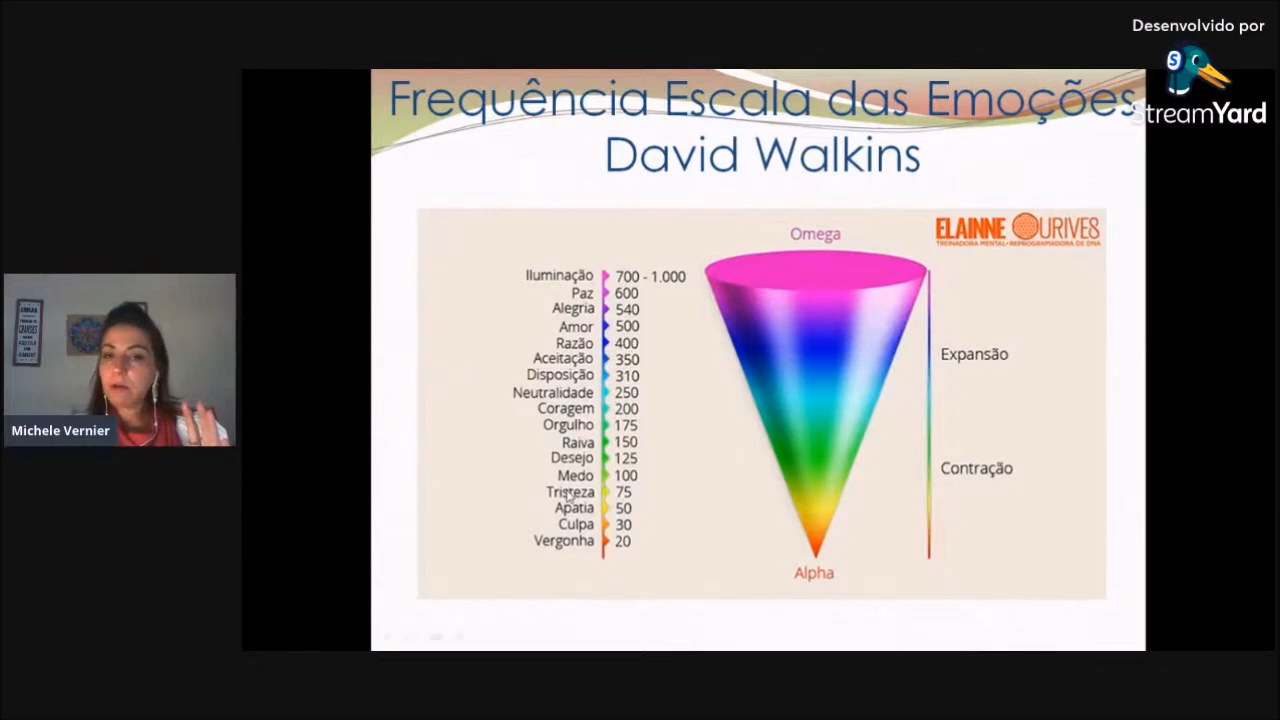 Desenvolvido por
StreamYard
Frequência Escala das Emoções
David Walkins
ELAINNE OURIVES
TREINADORA MENTAL • REPROGRAMADORA DE DNA
Omega
Iluminação 700 - 1.000
Paz 600
Alegria 540
Amor 500
Razão 400
Aceitação 350
Disposição 310
Neutralidade 250
Coragem 200
Orgulho 175
Raiva 150
Desejo 125
Medo 100
Tristeza 75
Apatia 50
Culpa 30
Vergonha 20
Expansão
Contração
Alpha
Michele Vernier